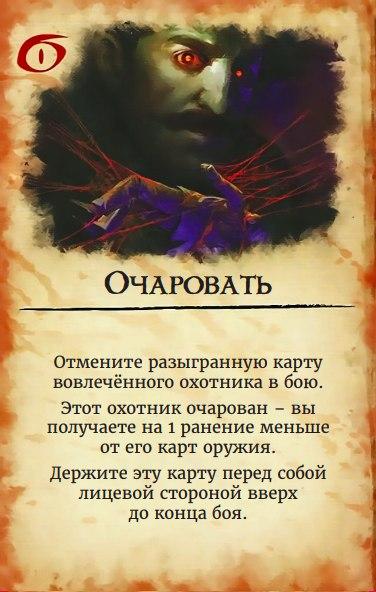 Очаровать
Отмените разыгранную карту
вовлечённого охотника в бою.
Этот охотник очарован – вы
получаете на 1 ранение меньше
от его карт оружия.
Держите эту карту перед собой
лицевой стороной вверх
до конца боя.